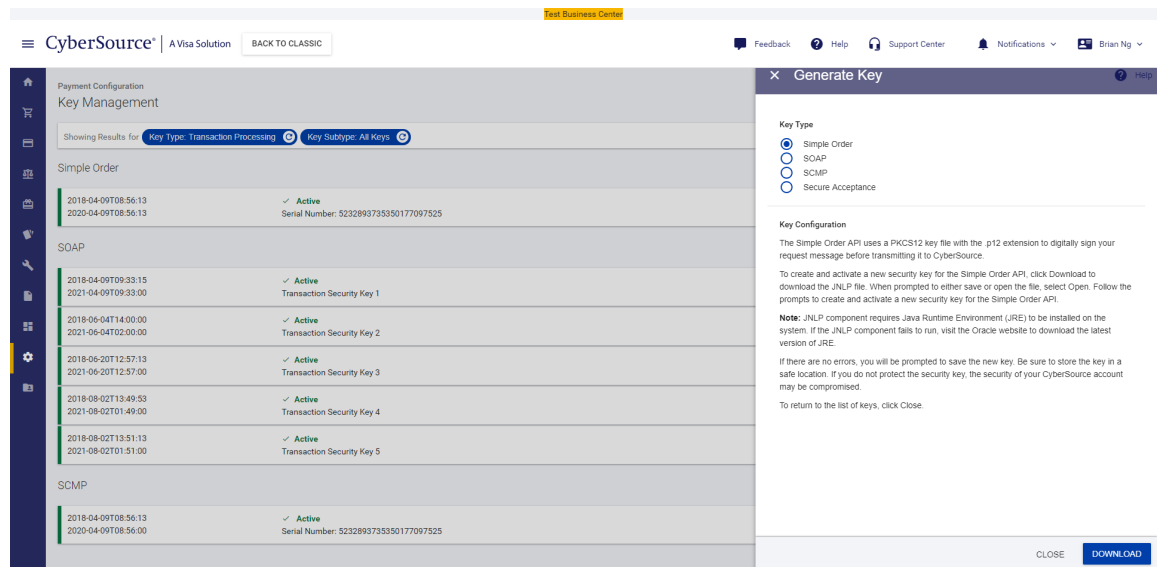 Test Business Center
CyberSource® A Visa Solution BACK TO CLASSIC
Feedback Help Support Center Notifications Brian Ng
Payment Configuration
Key Management
Showing Results for Key Type: Transaction Processing Key Subtype: All Keys
Simple Order
2018-04-09T08:56:13 Active
2020-04-09T08:56:13 Serial Number: 5232893735350177097525
SOAP
2018-04-09T09:33:15 Active
2021-04-09T09:33:00 Transaction Security Key 1
2018-06-04T14:00:00 Active
2021-06-04T02:00:00 Transaction Security Key 2
2018-06-20T12:57:13 Active
2021-06-20T12:57:00 Transaction Security Key 3
2018-08-02T13:49:53 Active
2021-08-02T01:49:00 Transaction Security Key 4
2018-08-02T13:51:13 Active
2021-08-02T01:51:00 Transaction Security Key 5
SCMP
2018-04-09T08:56:13 Active
2020-04-09T08:56:00 Serial Number: 5232893735350177097525
Generate Key Help
Key Type
Simple Order
SOAP
SCMP
Secure Acceptance
Key Configuration
The Simple Order API uses a PKCS12 key file with the .p12 extension to digitally sign your
request message before transmitting it to CyberSource.
To create and activate a new security key for the Simple Order API, click Download to
download the JNLP file. When prompted to either save or open the file, select Open. Follow the
prompts to create and activate a new security key for the Simple Order API.
Note: JNLP component requires Java Runtime Environment (JRE) to be installed on the
system. If the JNLP component fails to run, visit the Oracle website to download the latest
version of JRE.
If there are no errors, you will be prompted to save the new key. Be sure to store the key in a
safe location. If you do not protect the security key, the security of your CyberSource account
may be compromised.
To return to the list of keys, click Close.
CLOSE DOWNLOAD